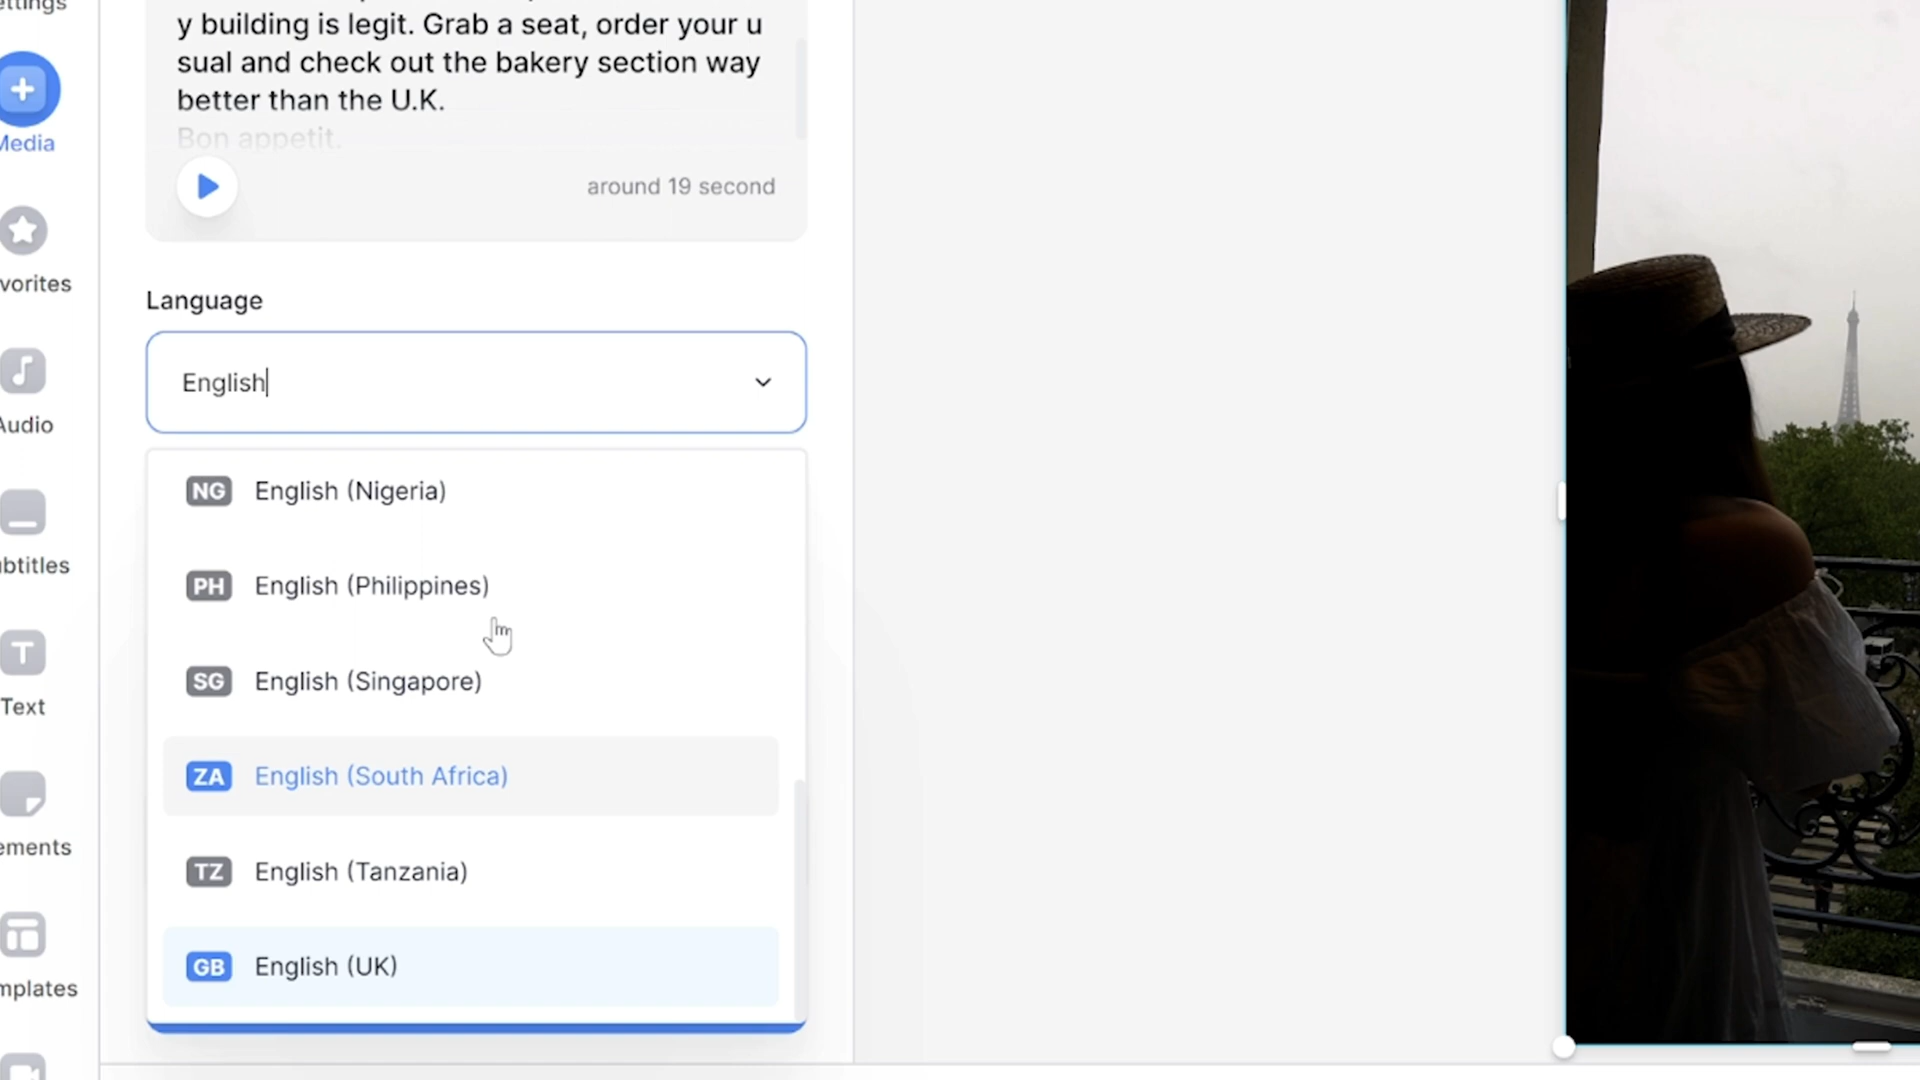 ettings
y building is legit. Grab a seat, order your u
sual and check out the bakery section way
better than the U.K.
Bon appetit.
around 19 second
Media
vorites
Audio
btitles
Text
ements
mplates
Language
English
NG English (Nigeria)
PH English (Philippines)
SG English (Singapore)
ZA English (South Africa)
TZ English (Tanzania)
GB English (UK)